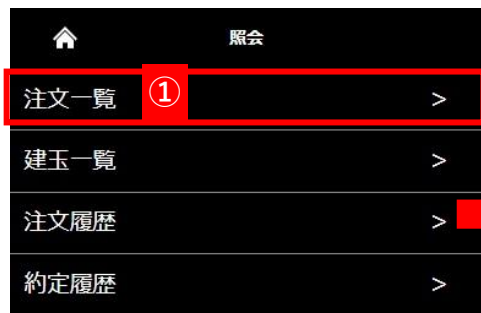 照会
注文一覧 ① >
建玉一覧 >
注文履歴 >
約定履歴 >